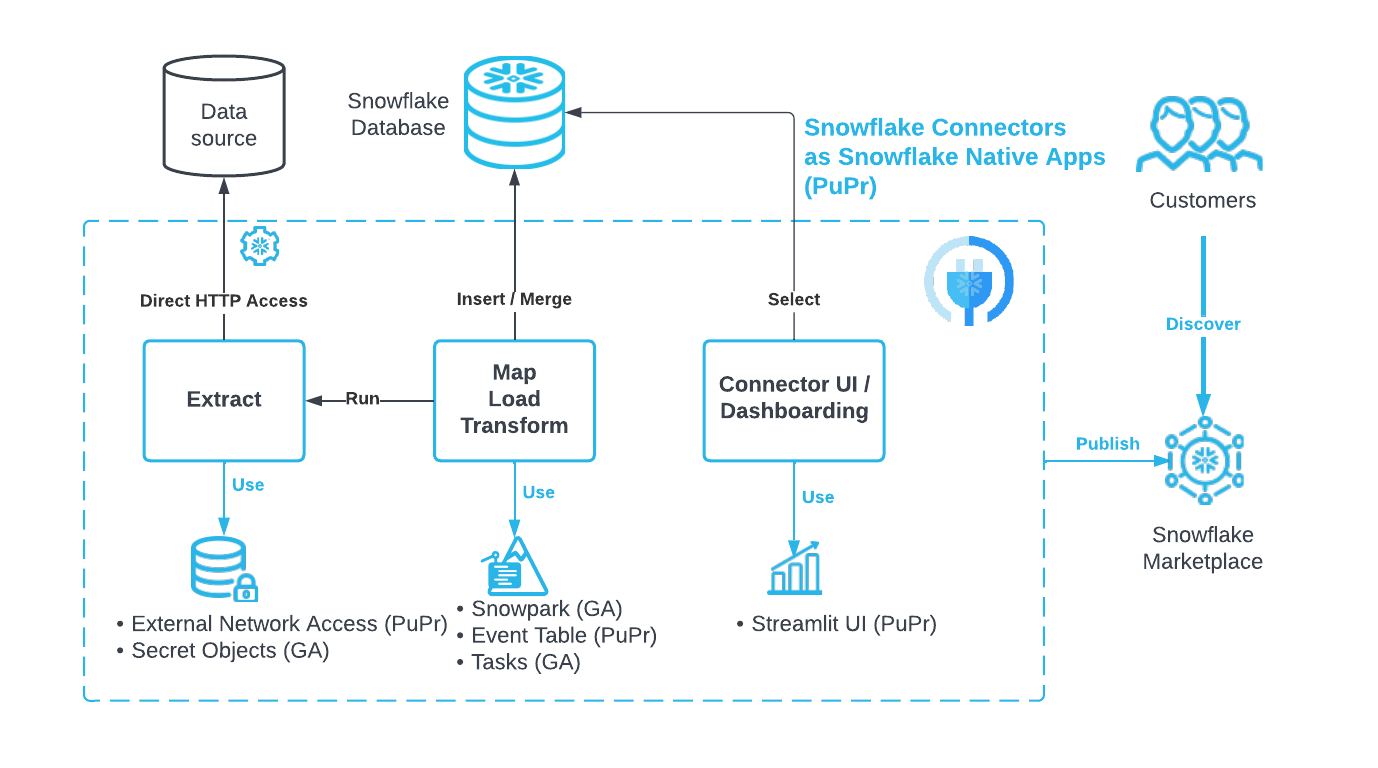 Data
source
Snowflake
Database
Snowflake Connectors
as Snowflake Native Apps
(PuPr)
Customers
Direct HTTP Access
Insert / Merge
Select
Discover
Extract
Run
Map
Load
Transform
Connector UI /
Dashboarding
Publish
Use
Use
Use
Snowflake
Marketplace
• External Network Access (PuPr)
• Secret Objects (GA)
• Snowpark (GA)
• Event Table (PuPr)
• Tasks (GA)
• Streamlit UI (PuPr)